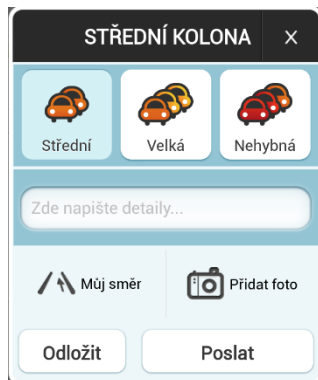 STŘEDNÍ KOLONA X
Střední Velká Nehybná
Zde napište detaily...
Můj směr Přidat foto
Odložit Poslat